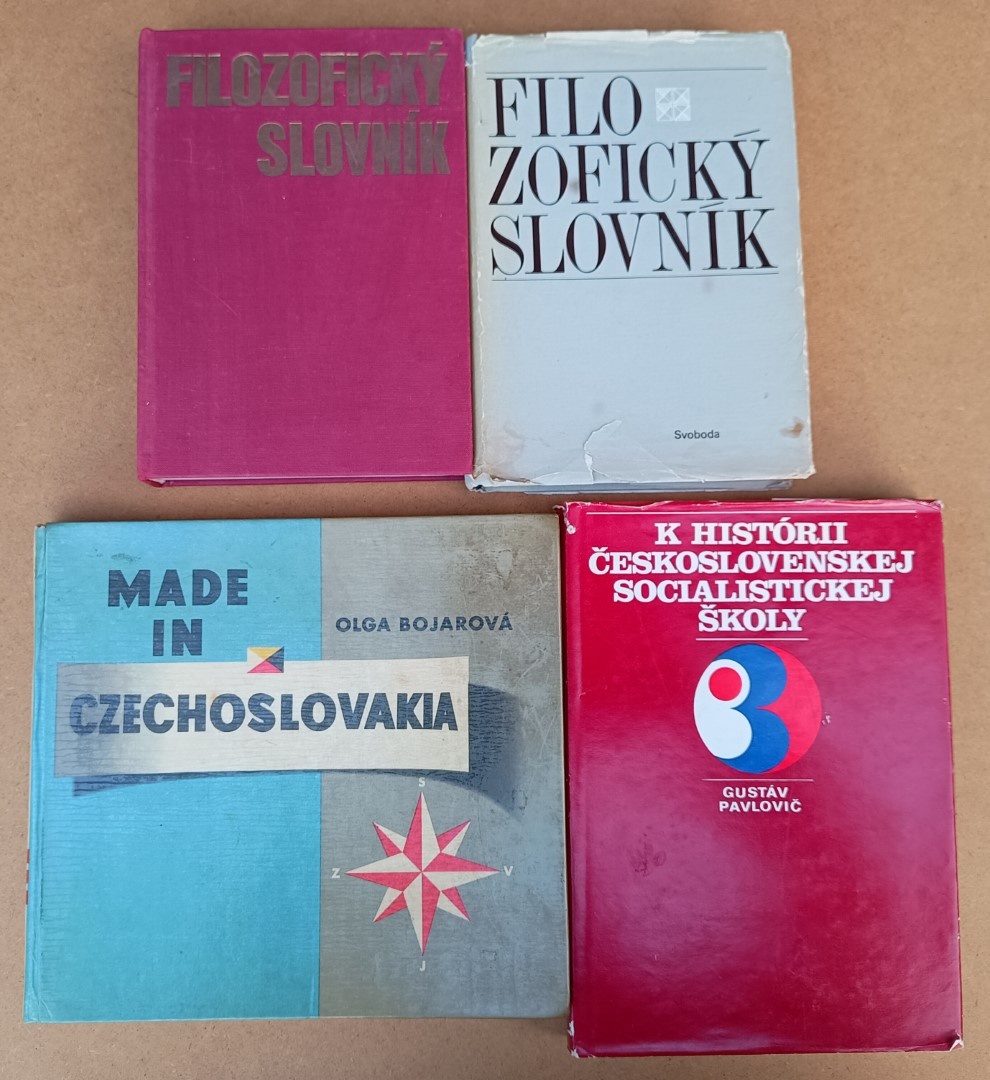 FILOZOFICKÝ
SLOVNÍK
FILO
ZOFICKÝ
SLOVNÍK
Svoboda
MADE
IN
CZECHOSLOVAKIA
OLGA BOJAROVÁ
S
Z
V
J
K HISTÓRII
ČESKOSLOVENSKEJ
SOCIALISTICKEJ
ŠKOLY
GUSTÁV
PAVLOVIČ